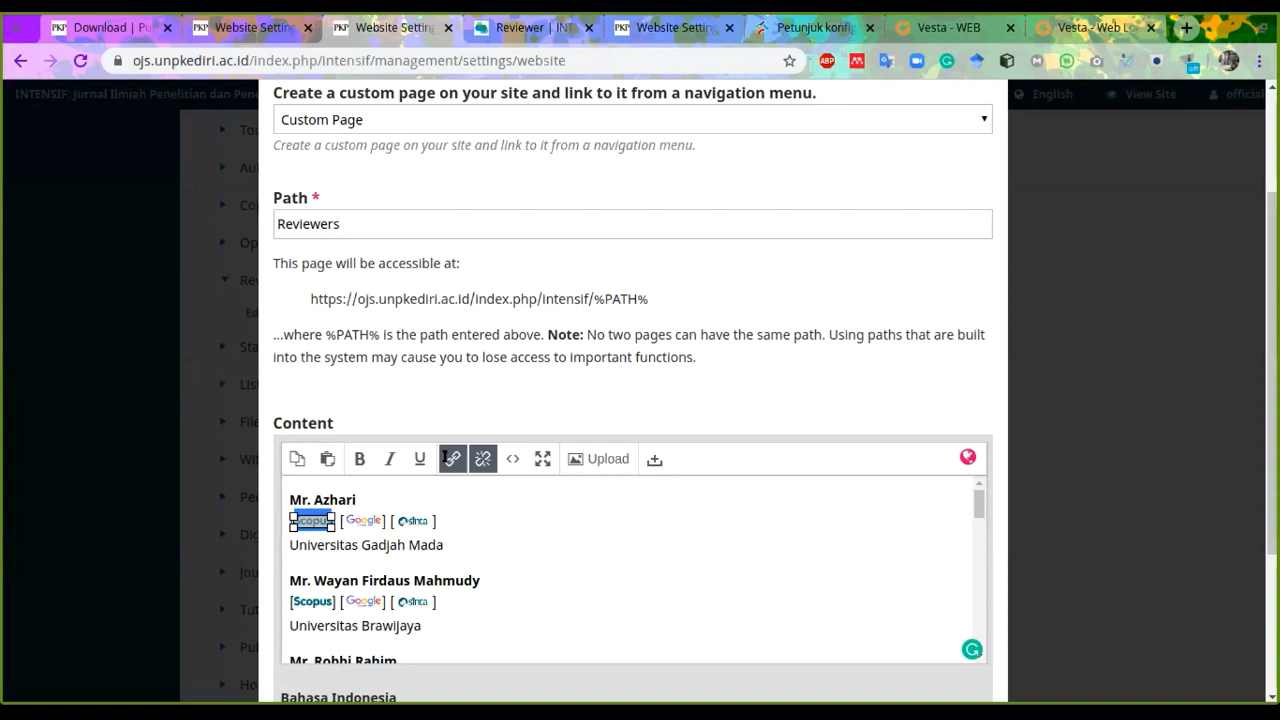 Download | Pu
Website Setting
Website Setting
Reviewer | INT
Website Setting
Petunjuk konfig
Vesta - WEB
Vesta - Web Lo
ojs.unpkediri.ac.id/index.php/intensif/management/settings/website
INTENSIF: Jurnal Ilmiah Penelitian dan Pene
English
View Site
official
Create a custom page on your site and link to it from a navigation menu.
Custom Page
Create a custom page on your site and link to it from a navigation menu.
Path *
Reviewers
This page will be accessible at:
https://ojs.unpkediri.ac.id/index.php/intensif/%PATH%
...where %PATH% is the path entered above. Note: No two pages can have the same path. Using paths that are built
into the system may cause you to lose access to important functions.
Content
B I U <> Upload
Mr. Azhari
Scopus [Google] [sinta ]
Universitas Gadjah Mada
Mr. Wayan Firdaus Mahmudy
[Scopus] [Google] [sinta ]
Universitas Brawijaya
Mr. Robbi Rahim
Bahasa Indonesia